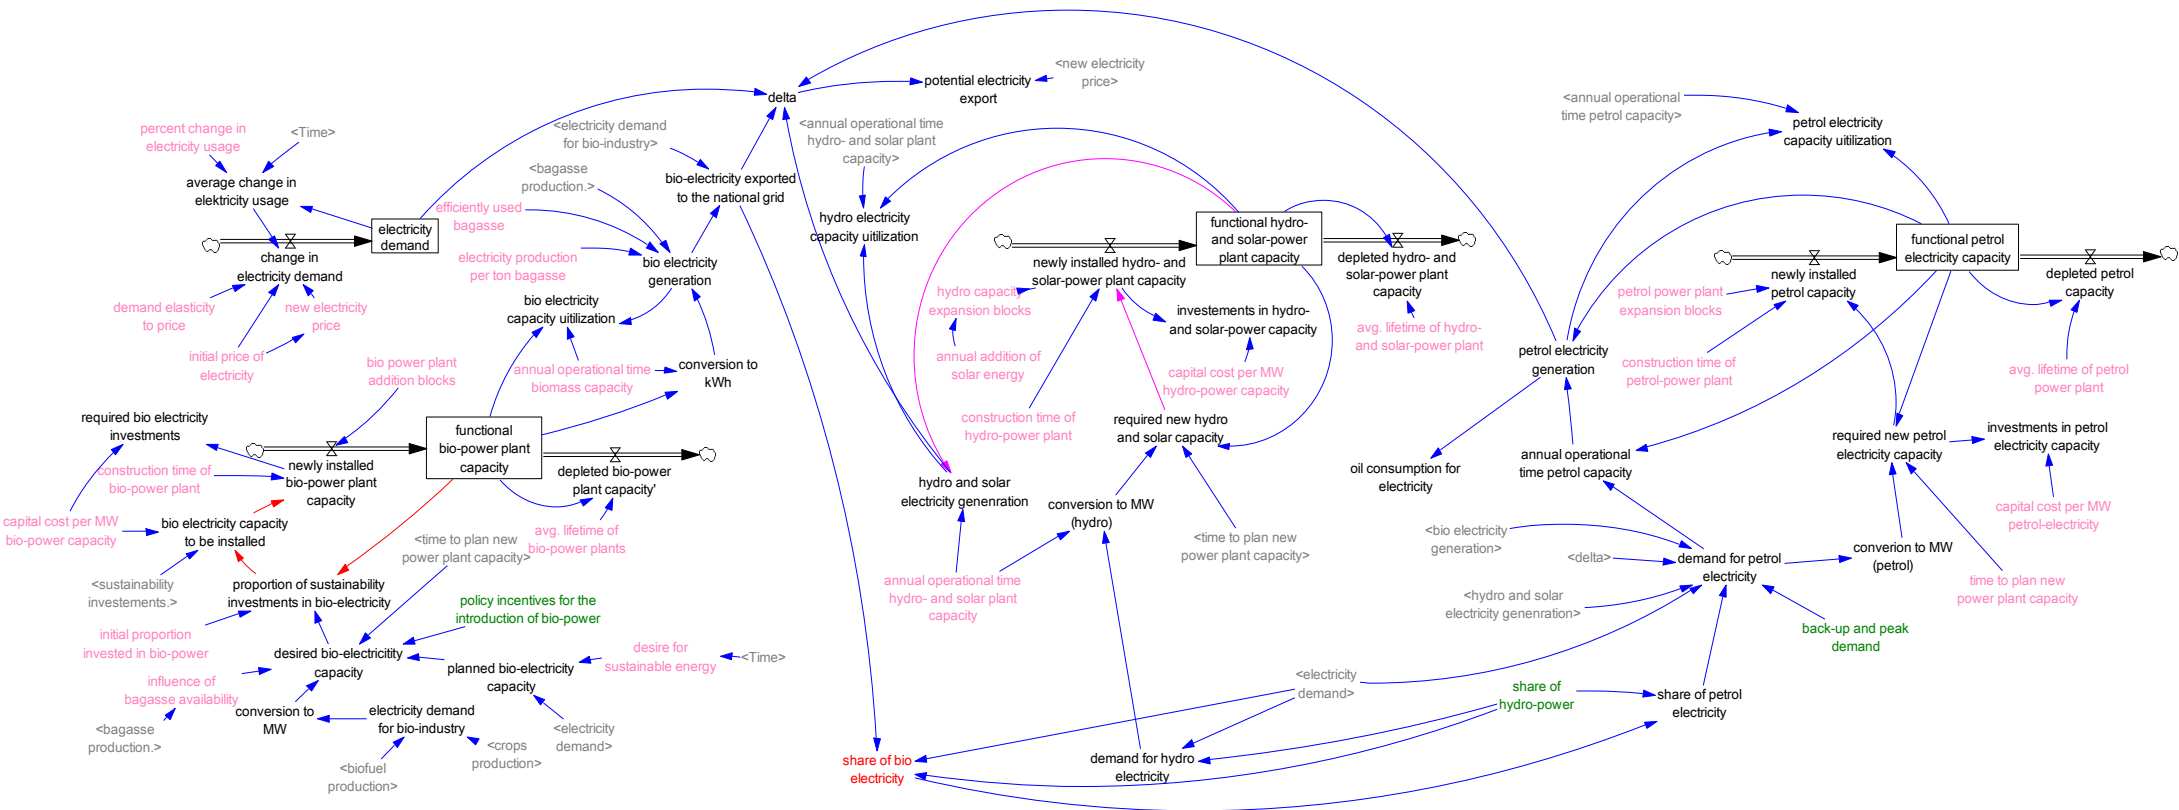 percent change in
electricity usage
<Time>
average change in
elektricity usage
electricity
demand
change in
electricity demand
demand elasticity
to price
new electricity
price
initial price of
electricity
delta
potential electricity
export
<new electricity
price>
<electricity demand
for bio-industry>
<bagasse
production.>
efficiently used
bagasse
electricity production
per ton bagasse
bio-electricity exported
to the national grid
bio electricity
generation
bio electricity
capacity uitilization
annual operational time
biomass capacity
conversion to
kWh
bio power plant
addition blocks
required bio electricity
investments
functional
bio-power plant
capacity
construction time of
bio-power plant
newly installed
bio-power plant
capacity
depleted bio-power
plant capacity'
capital cost per MW
bio-power capacity
bio electricity capacity
to be installed
avg. lifetime of
bio-power plants
<time to plan new
power plant capacity>
<sustainability
investements.>
proportion of sustainability
investments in bio-electricity
policy incentives for the
introduction of bio-power
initial proportion
invested in bio-power
desired bio-electricitity
capacity
planned bio-electricity
capacity
desire for
sustainable energy
<Time>
influence of
bagasse availability
<bagasse
production.>
conversion to
MW
electricity demand
for bio-industry
<electricity
demand>
<biofuel
production>
<crops
production>
<annual operational time
hydro- and solar plant
capacity>
hydro electricity
capacity uitilization
functional hydro-
and solar-power
plant capacity
newly installed hydro- and
solar-power plant capacity
depleted hydro- and
solar-power plant
capacity
hydro capacity
expansion blocks
investements in hydro-
and solar-power capacity
avg. lifetime of hydro-
and solar-power plant
annual addition of
solar energy
capital cost per MW
hydro-power capacity
construction time of
hydro-power plant
required new hydro
and solar capacity
hydro and solar
electricity genenrration
conversion to MW
(hydro)
<time to plan new
power plant capacity>
annual operational time
hydro- and solar plant
capacity
<electricity
demand>
share of
hydro-power
share of bio
electricity
demand for hydro
electricity
<annual operational
time petrol capacity>
petrol electricity
capacity uitilization
functional petrol
electricity capacity
newly installed
petrol capacity
depleted petrol
capacity
petrol power plant
expansion blocks
petrol electricity
generation
construction time of
petrol-power plant
avg. lifetime of petrol
power plant
oil consumption for
electricity
annual operational
time petrol capacity
required new petrol
electricity capacity
investments in petrol
electricity capacity
capital cost per MW
petrol-electricity
<bio electricity
generation>
<delta>
<hydro and solar
electricity genenrration>
demand for petrol
electricity
converion to MW
(petrol)
time to plan new
power plant capacity
back-up and peak
demand
share of petrol
electricity